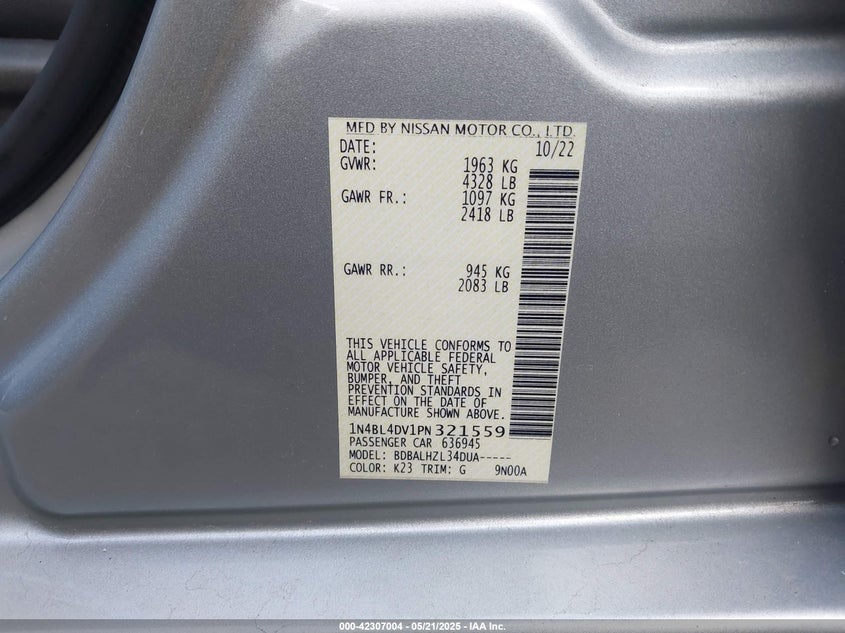 MFD BY NISSAN MOTOR CO., LTD.
DATE: 10/22
GVWR: 1963 KG
4328 LB
GAWR FR.: 1097 KG
2418 LB
GAWR RR.: 945 KG
2083 LB
THIS VEHICLE CONFORMS TO
ALL APPLICABLE FEDERAL
MOTOR VEHICLE SAFETY,
BUMPER, AND THEFT
PREVENTION STANDARDS IN
EFFECT ON THE DATE OF
MANUFACTURE SHOWN ABOVE.
1N4BL4DV1PN321559
PASSENGER CAR 636945
MODEL: BDBALHZL34DUA-----
COLOR: K23 TRIM: G 9N00A
000-42307004 - 05/21/2025 - IAA Inc.